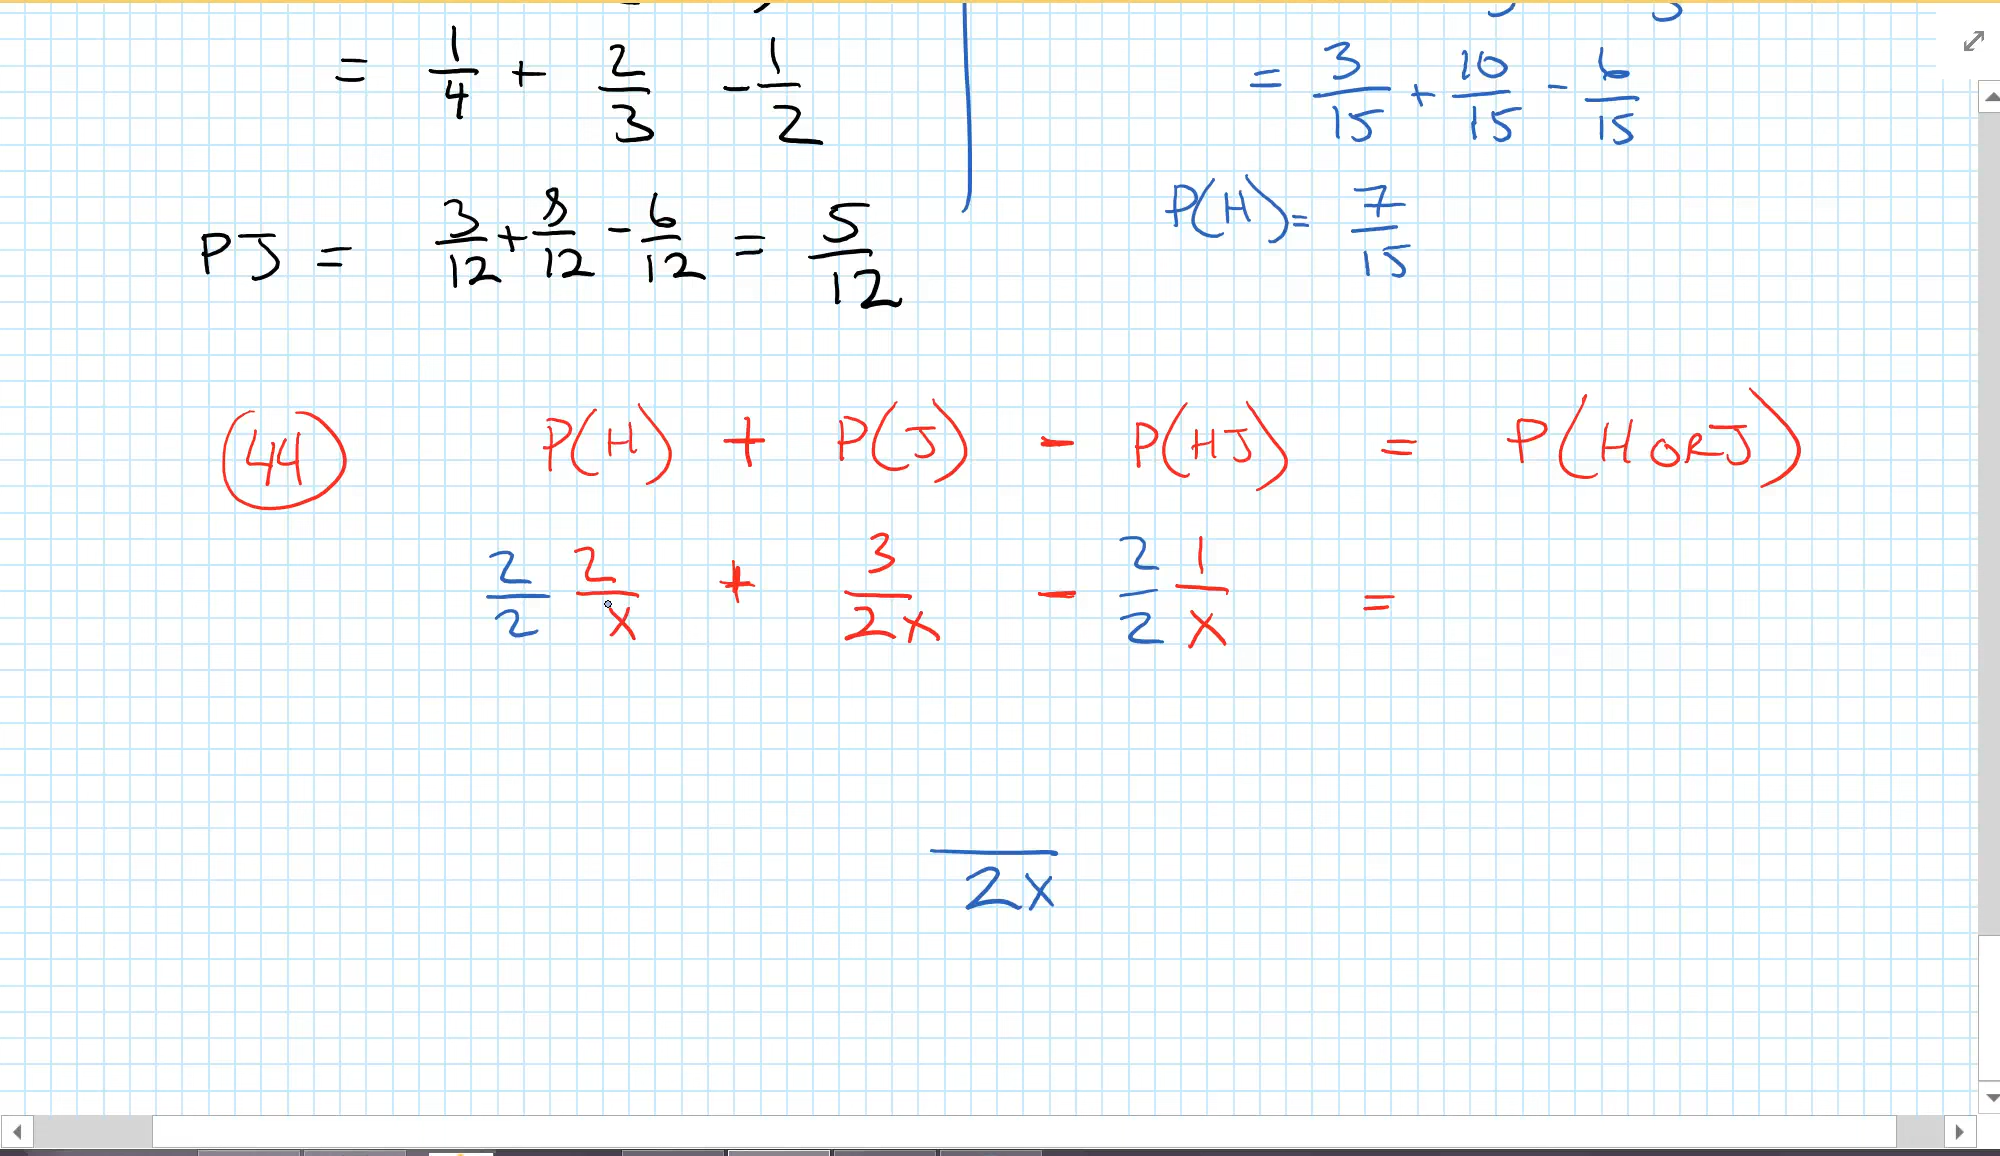 = 1/4 + 2/3 - 1/2
PJ = 3/12 + 8/12 - 6/12 = 5/12
= 3/15 + 10/15 - 6/15
P(H) = 7/15
44 P(H) + P(J) - P(HJ) = P(H OR J)
2/2 2/x + 3/2x - 2/2 1/x =
/2x